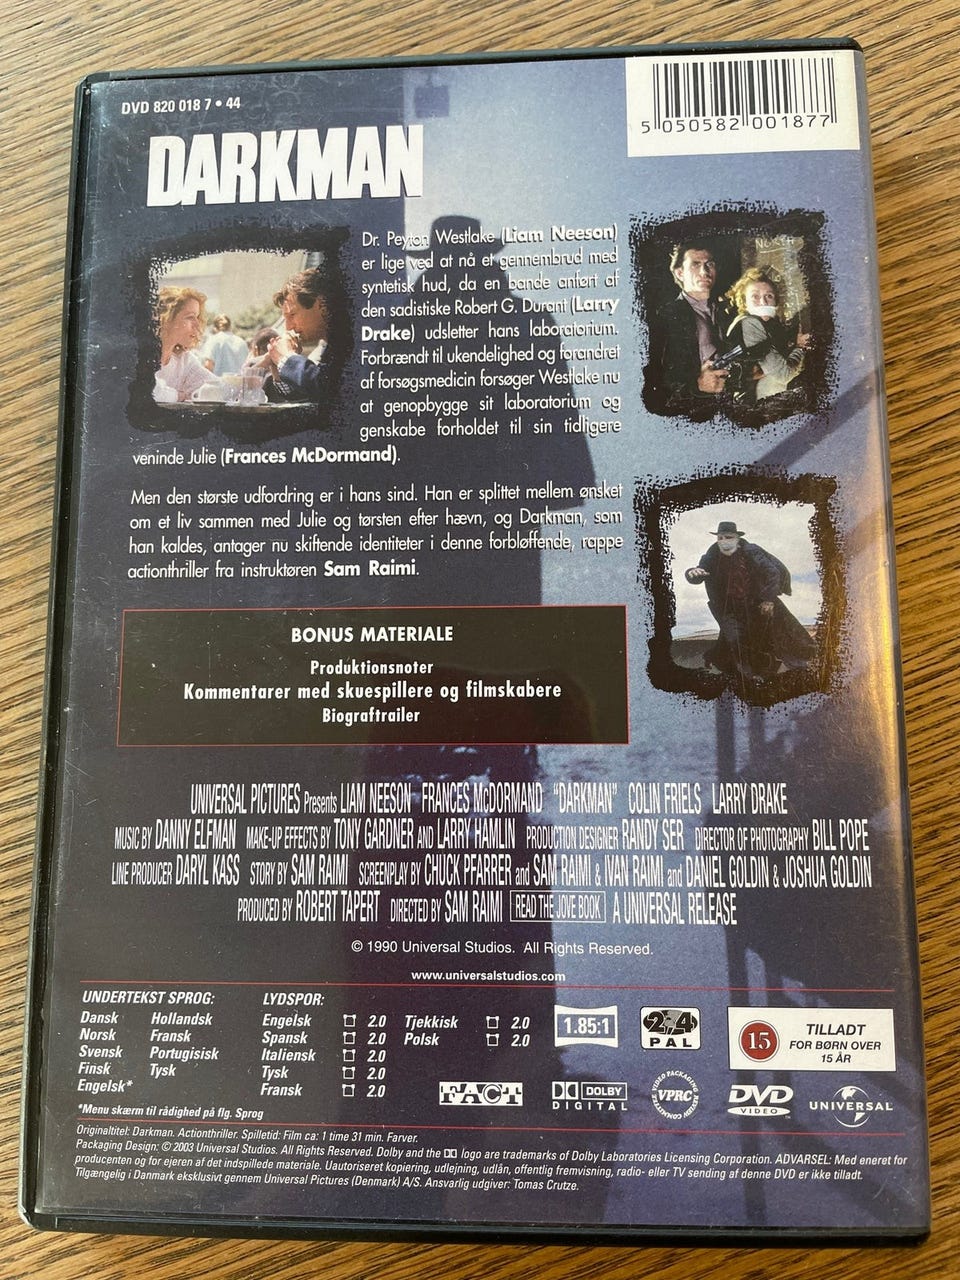 DVD 820 018 7 • 44
5 050582 001877
DARKMAN
Dr. Peyton Westlake (Liam Neeson)
er lige ved at nå et gennembrud med
syntetisk hud, da en bande anført af
den sadistiske Robert G. Durant (Larry
Drake) udsletter hans laboratorium.
Forbrændt til ukendelighed og forandret
af forsøgsmedicin forsøger Westlake nu
at genopbygge sit laboratorium og
genskabe forholdet til sin tidligere
veninde Julie (Frances McDormand).
Men den største udfordring er i hans sind. Han er splittet mellem ønsket
om et liv sammen med Julie og tørsten efter hævn, og Darkman, som
han kaldes, antager nu skiftende identiteter i denne forbløffende, rappe
actionthriller fra instruktøren Sam Raimi.
NORTH
BONUS MATERIALE
Produktionsnoter
Kommentarer med skuespillere og filmskabere
Biograftrailer
UNIVERSAL PICTURES Presents LIAM NEESON FRANCES McDORMAND "DARKMAN" COLIN FRIELS LARRY DRAKE
MUSIC BY DANNY ELFMAN MAKE-UP EFFECTS BY TONY GARDNER AND LARRY HAMLIN PRODUCTION DESIGNER RANDY SER DIRECTOR OF PHOTOGRAPHY BILL POPE
LINE PRODUCER DARYL KASS STORY BY SAM RAIMI SCREENPLAY BY CHUCK PFARRER and SAM RAIMI & IVAN RAIMI and DANIEL GOLDIN & JOSHUA GOLDIN
PRODUCED BY ROBERT TAPERT DIRECTED BY SAM RAIMI READ THE JOVE BOOK A UNIVERSAL RELEASE
© 1990 Universal Studios. All Rights Reserved.
www.universalstudios.com
UNDERTEKST SPROG:
Dansk Hollandsk
Norsk Fransk
Svensk Portugisisk
Finsk Tysk
Engelsk*
*Menu skærm til rådighed på flg. Sprog
LYDSPOR:
Engelsk 2.0 Tjekkisk 2.0
Spansk 2.0 Polsk 2.0
Italiensk 2.0
Tysk 2.0
Fransk 2.0
1.85:1
2 4
PAL
15
TILLADT
FOR BØRN OVER
15 ÅR
FACT
DOLBY
DIGITAL
VIDEO PACKAGING REVIEW COMMITTEE
VPRC
DVD
VIDEO
UNIVERSAL
Originaltitel: Darkman. Actionthriller. Spilletid: Film ca: 1 time 31 min. Farver.
Packaging Design: © 2003 Universal Studios. All Rights Reserved. Dolby and the logo are trademarks of Dolby Laboratories Licensing Corporation. ADVARSEL: Med eneret for
producenten og for ejeren af det indspillede materiale. Uautoriseret kopiering, udlejning, udlån, offentlig fremvisning, radio- eller TV sending af denne DVD er ikke tilladt.
Tilgængelig i Danmark eksklusivt gennem Universal Pictures (Denmark) A/S. Ansvarlig udgiver: Tomas Crutze.